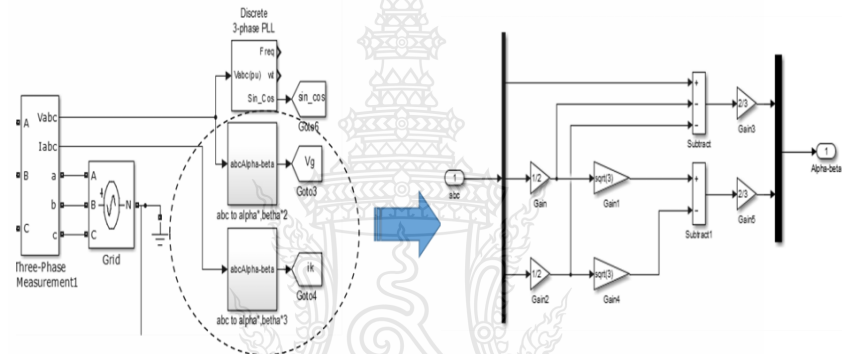 Discrete
3-phase PLL
Freq
Vabc(pu) wt
Sin_Cos
sin_cos
Goto6
A
B
C
Vabc
Iabc
a
b
c
Three-Phase
Measurement1
A
B
C
N
Grid
abcAlpha-betha
abc to alpha*,betha*2
Vg
Goto3
abcAlpha-betha
abc to alpha*,betha*3
ik
Goto4
1
abc
1/2
Gain
sqrt(3)
Gain1
1/2
Gain2
sqrt(3)
Gain4
+
-
-
Subtract
+
-
Subtract1
2/3
Gain3
2/3
Gain5
1
Alpha-beta